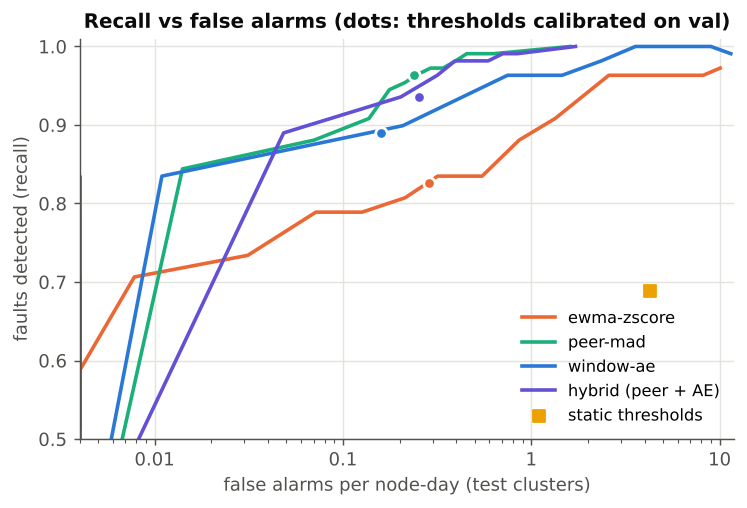 Recall vs false alarms (dots: thresholds calibrated on val)
faults detected (recall)
1.0
0.9
0.8
0.7
0.6
0.5
ewma-zscore
peer-mad
window-ae
hybrid (peer + AE)
static thresholds
0.01
0.1
1
10
false alarms per node-day (test clusters)